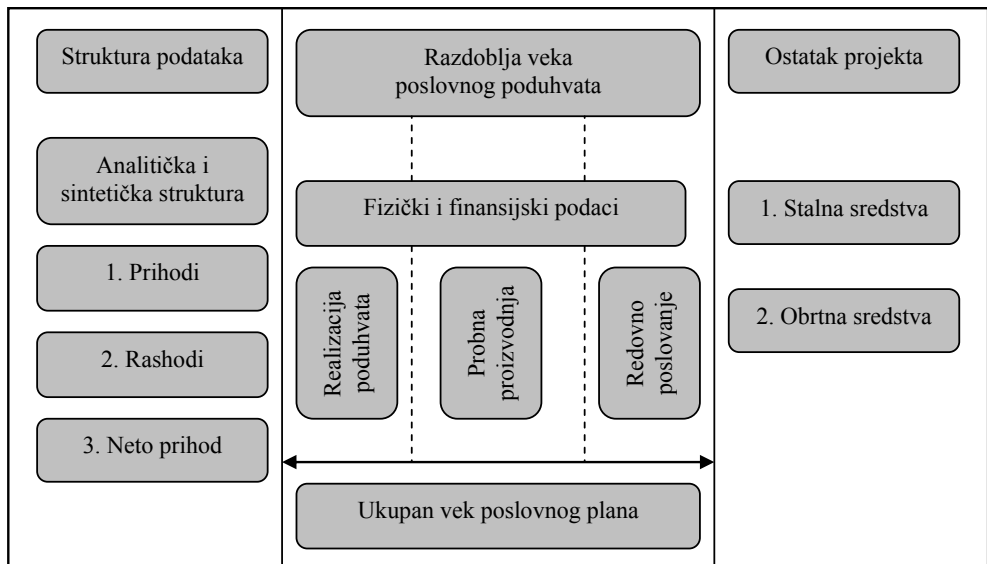 Struktura podataka
Analitička i
sintetička struktura
1. Prihodi
2. Rashodi
3. Neto prihod
Razdoblja veka
poslovnog poduhvata
Fizički i finansijski podaci
Realizacija
poduhvata
Probna
proizvodnja
Redovno
poslovanje
Ukupan vek poslovnog plana
Ostatak projekta
1. Stalna sredstva
2. Obrtna sredstva